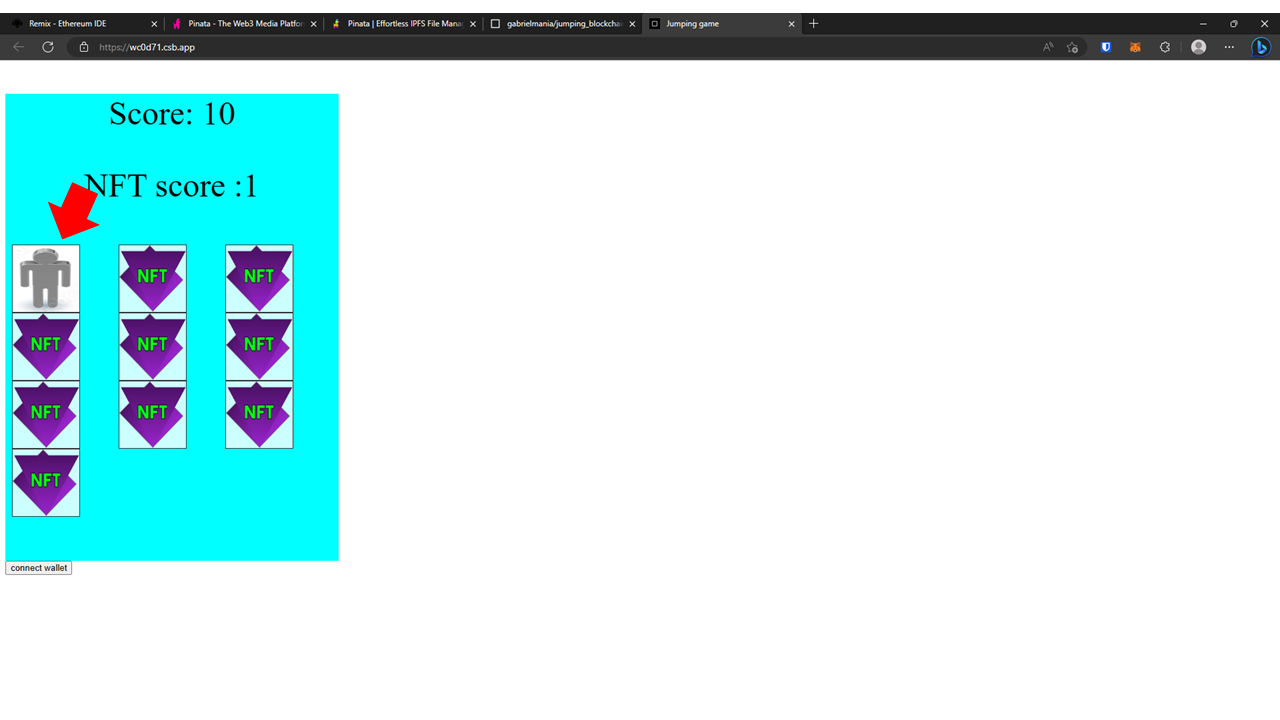 Remix - Ethereum IDE
Pinata - The Web3 Media Platfor
Pinata | Effortless IPFS File Mana
gabrielmania/jumping_blockchai
Jumping game
https://wc0d71.csb.app
Score: 10
NFT score :1
NFT NFT
NFT NFT NFT
NFT NFT NFT
NFT
connect wallet